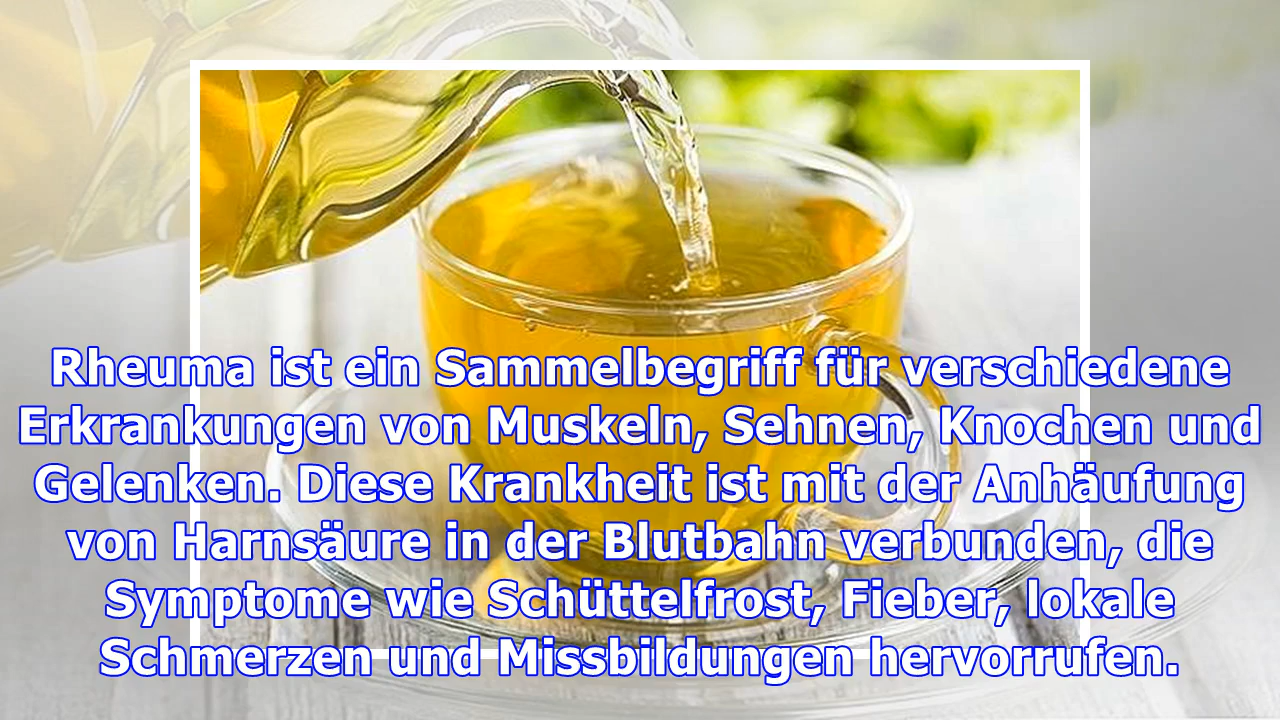 Rheuma ist ein Sammelbegriff für verschiedene
Erkrankungen von Muskeln, Sehnen, Knochen und
Gelenken. Diese Krankheit ist mit der Anhäufung
von Harnsäure in der Blutbahn verbunden, die
Symptome wie Schüttelfrost, Fieber, lokale
Schmerzen und Missbildungen hervorrufen.